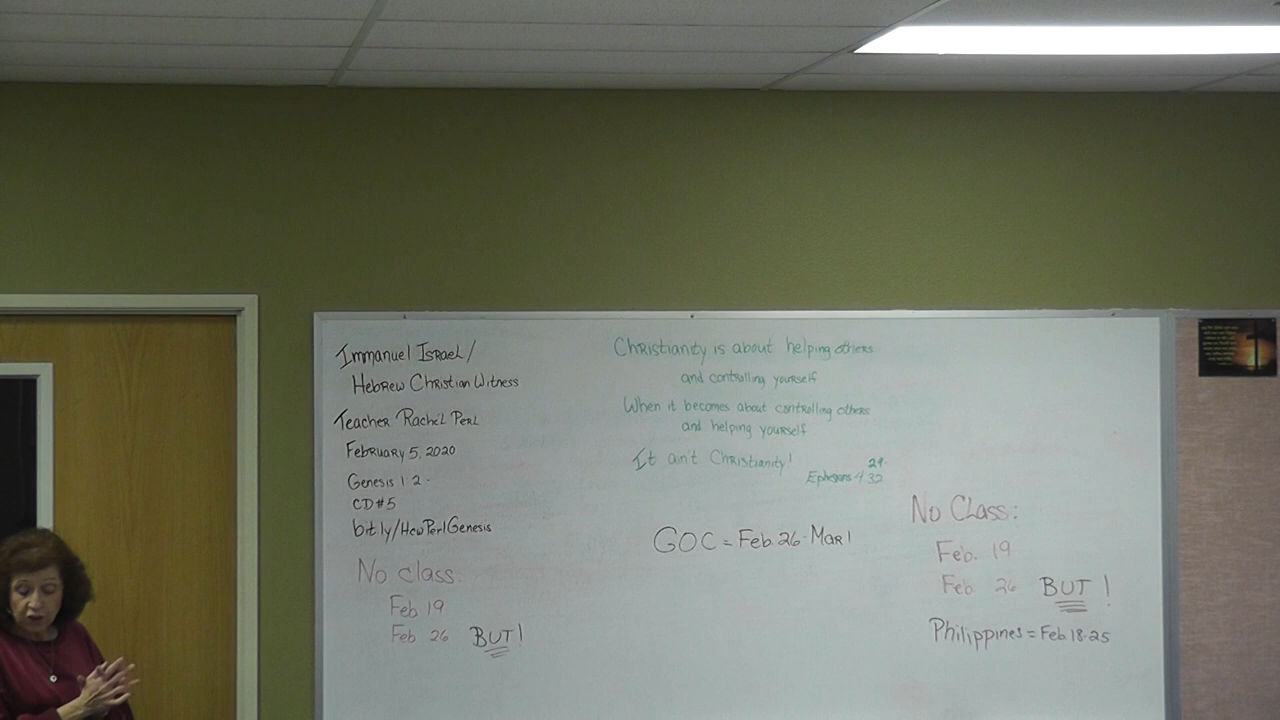 Immanuel Israel/
Hebrew Christian Witness
Teacher Rache'l Perl
February 5, 2020
Genesis 1:2-
CD#5
bit.ly/HcwPerlGenesis
No class:
Feb 19
Feb 26 BUT!
Christianity is about helping others
and controlling yourself
When it becomes about controlling others
and helping yourself
It ain't Christianity!
29-
Ephesians 4:32
GOC = Feb. 26-Mar 1
No Class:
Feb. 19
Feb 26 BUT!
Philippines = Feb 18-25